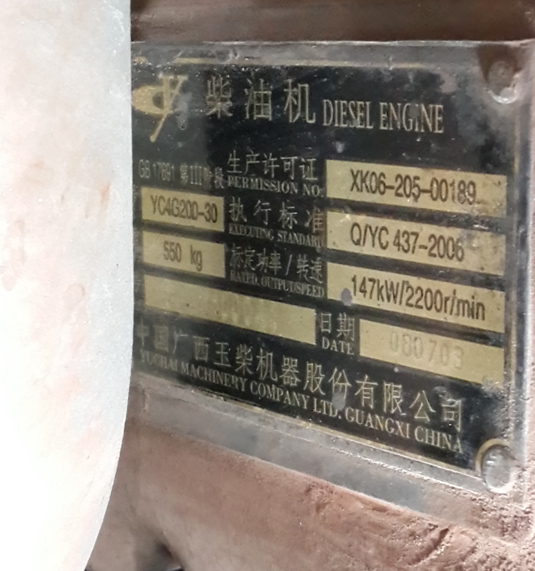 柴油机 DIESEL ENGINE
GB 17691 第III阶段 生产许可证 XK06-205-00189
PERMISSION NO.
YC4G200-30 执行标准 Q/YC 437-2006
EXECUTING STANDARD
550 kg 标定功率/转速 147kW/2200r/min
RATED. OUTPUT/SPEED
日期 080703
DATE
中国广西玉柴机器股份有限公司
YUCHAI MACHINERY COMPANY LTD. GUANGXI CHINA